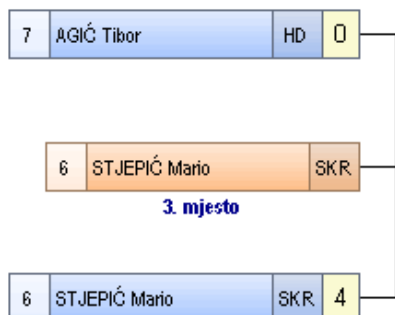 7 AGIĆ Tibor HD 0
6 STJEPIĆ Mario SKR
3. mjesto
6 STJEPIĆ Mario SKR 4